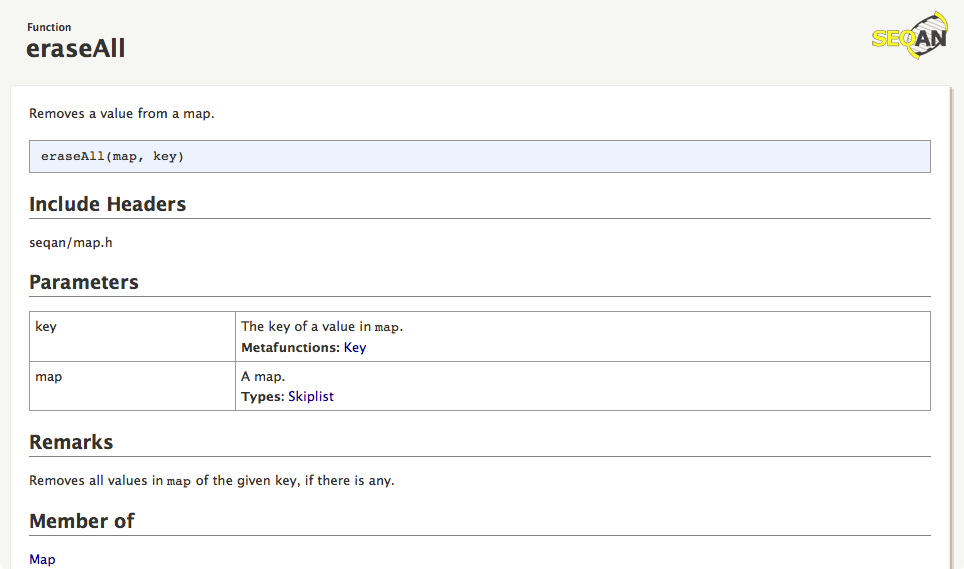 Function
eraseAll
SEQAN
Removes a value from a map.
eraseAll(map, key)
Include Headers
seqan/map.h
Parameters
key
The key of a value in map.
Metafunctions: Key
map
A map.
Types: Skiplist
Remarks
Removes all values in map of the given key, if there is any.
Member of
Map